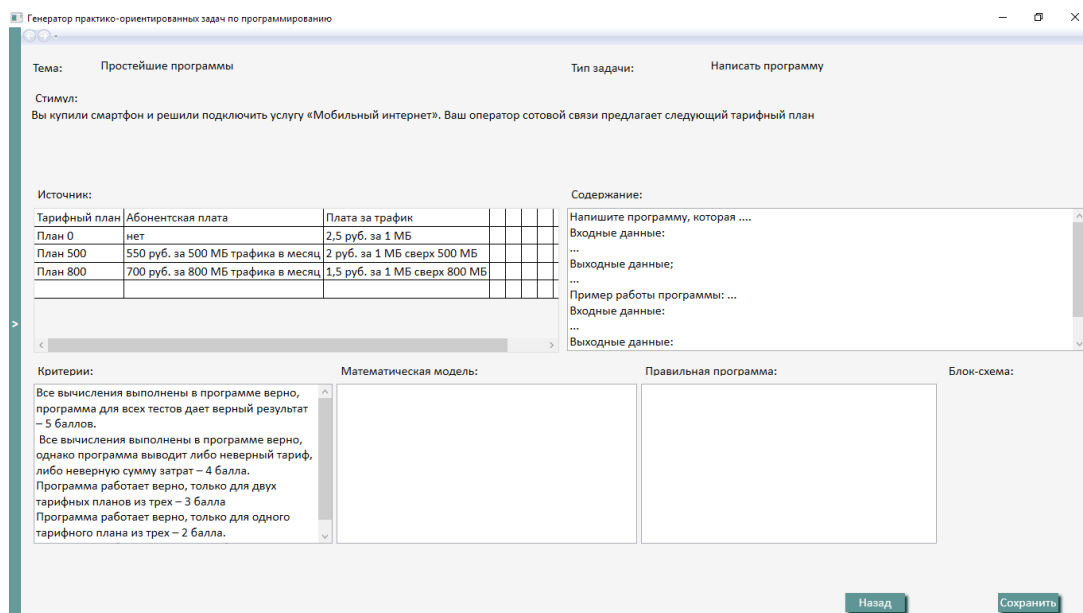 Генератор практико-ориентированных задач по программированию
Тема: Простейшие программы Тип задачи: Написать программу
Стимул:
Вы купили смартфон и решили подключить услугу «Мобильный интернет». Ваш оператор сотовой связи предлагает следующий тарифный план
Источник: Содержание:
Тарифный план Абонентская плата Плата за трафик
План 0 нет 2,5 руб. за 1 МБ
План 500 550 руб. за 500 МБ трафика в месяц 2 руб. за 1 МБ сверх 500 МБ
План 800 700 руб. за 800 МБ трафика в месяц 1,5 руб. за 1 МБ сверх 800 МБ
Напишите программу, которая ....
Входные данные:
...
Выходные данные;
...
Пример работы программы: ...
Входные данные:
...
Выходные данные:
>
Критерии: Математическая модель: Правильная программа: Блок-схема:
Все вычисления выполнены в программе верно,
программа для всех тестов дает верный результат
– 5 баллов.
Все вычисления выполнены в программе верно,
однако программа выводит либо неверный тариф,
либо неверную сумму затрат – 4 балла.
Программа работает верно, только для двух
тарифных планов из трех – 3 балла
Программа работает верно, только для одного
тарифного плана из трех – 2 балла.
Назад Сохранить